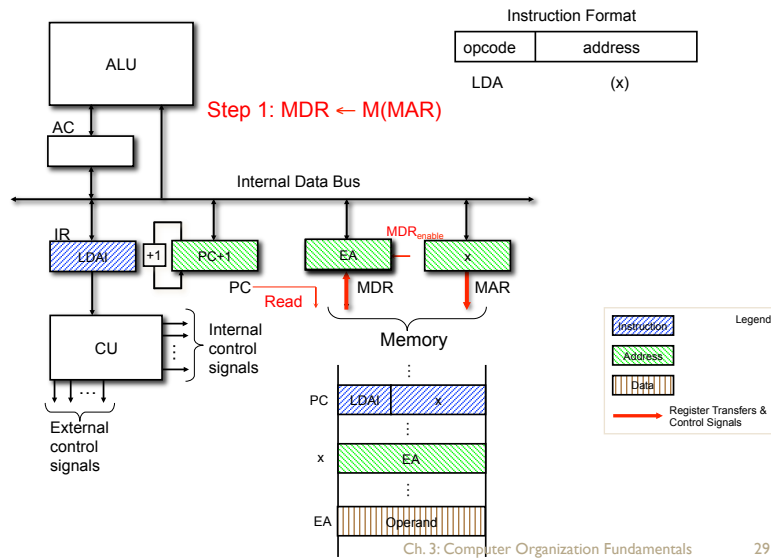 Instruction Format
opcode address
LDA (x)
ALU
Step 1: MDR ← M(MAR)
AC
Internal Data Bus
IR
LDAI
+1
PC+1
EA
MDRenable
x
PC
Read
MDR
MAR
CU
Internal
control
signals
...
External
control
signals
Memory
Legend
Instruction
Address
Data
Register Transfers &
Control Signals
PC LDAI x
x EA
EA Operand
Ch. 3: Computer Organization Fundamentals 29